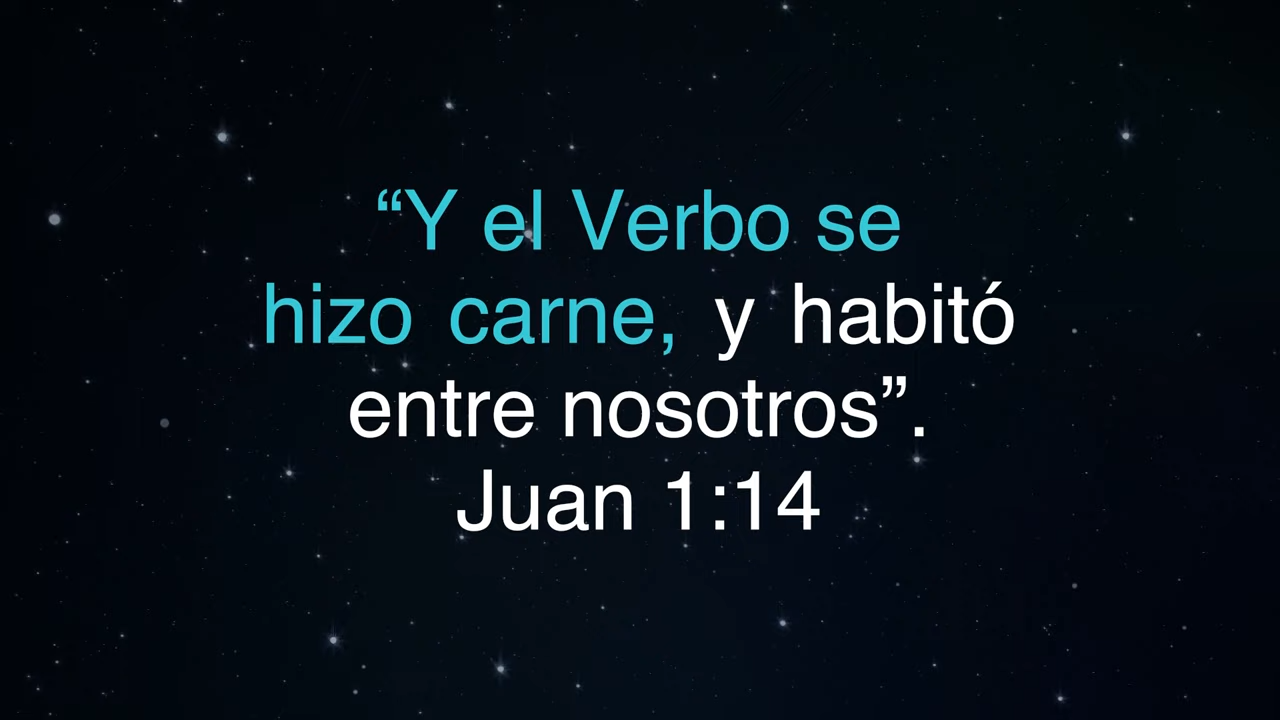 “Y el Verbo se
hizo carne, y habitó
entre nosotros”.
Juan 1:14